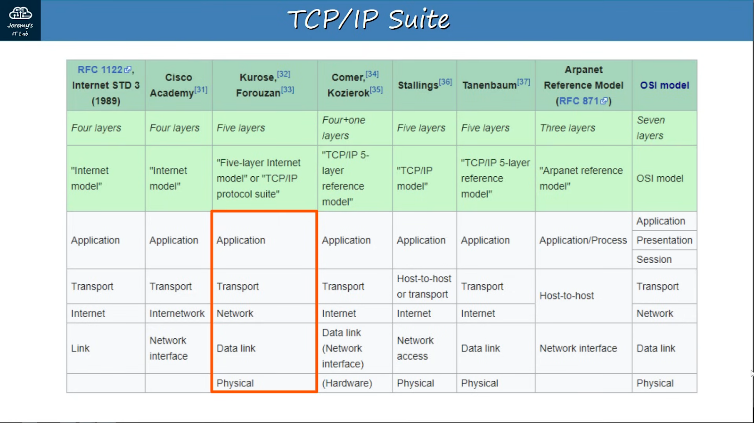 TCP/IP Suite
Jeremy's
IT Lab
RFC 1122, Internet STD 3 (1989)
Cisco Academy[31]
Kurose,[32] Forouzan[33]
Comer,[34] Kozierok[35]
Stallings[36]
Tanenbaum[37]
Arpanet Reference Model (RFC 871)
OSI model
Four layers
Four layers
Five layers
Four+one layers
Five layers
Five layers
Three layers
Seven layers
"Internet model"
"Internet model"
"Five-layer Internet model" or "TCP/IP protocol suite"
"TCP/IP 5-layer reference model"
"TCP/IP model"
"TCP/IP 5-layer reference model"
"Arpanet reference model"
OSI model
Application
Application
Application
Application
Application
Application
Application/Process
Application
Presentation
Session
Transport
Transport
Transport
Transport
Host-to-host or transport
Transport
Host-to-host
Transport
Internet
Internetwork
Network
Internet
Internet
Internet
Network
Link
Network interface
Data link
Data link (Network interface)
Network access
Data link
Network interface
Data link
Physical
(Hardware)
Physical
Physical
Physical